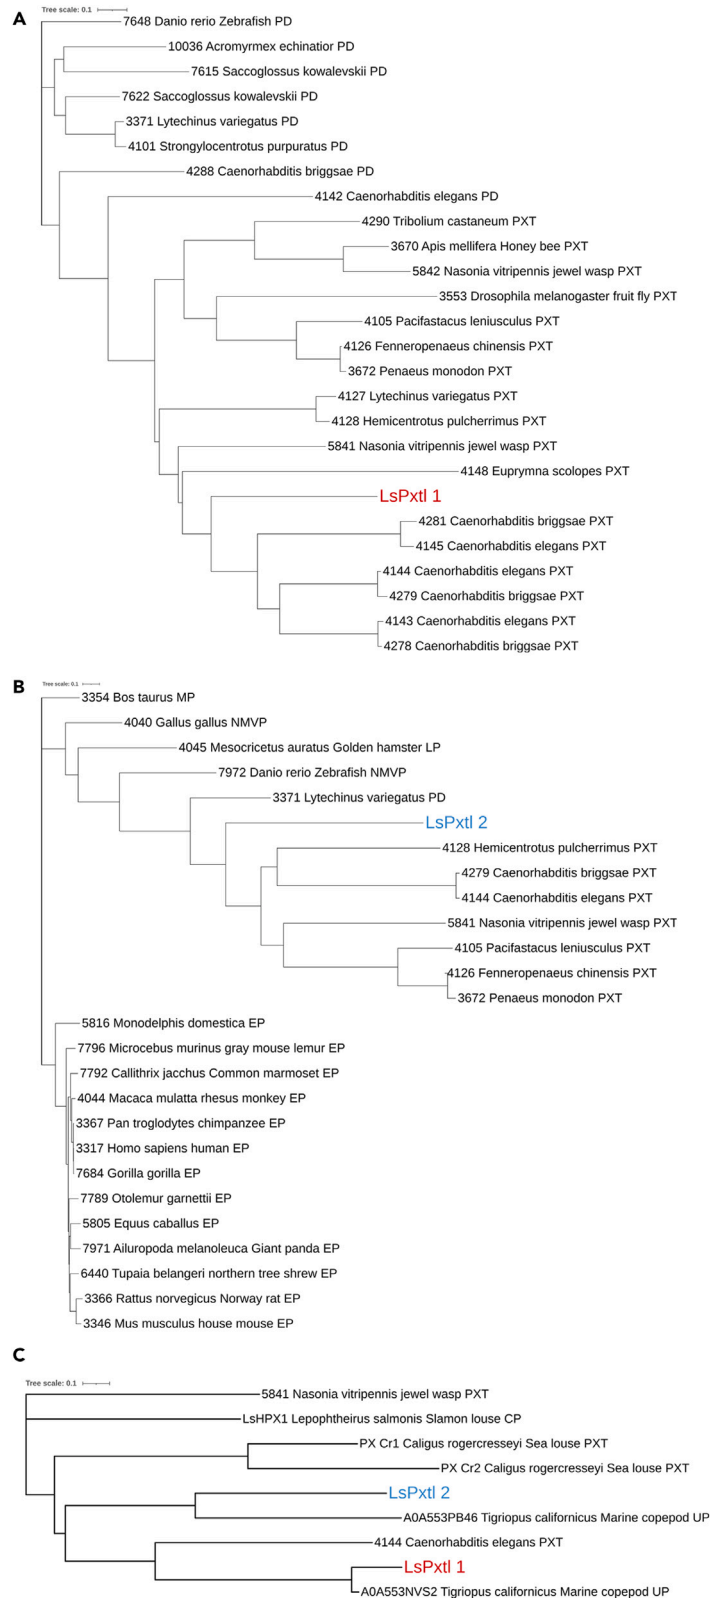 A
Tree scale: 0.1
7648 Danio rerio Zebrafish PD
10036 Acromyrmex echinatior PD
7615 Saccoglossus kowalevskii PD
7622 Saccoglossus kowalevskii PD
3371 Lytechinus variegatus PD
4101 Strongylocentrotus purpuratus PD
4288 Caenorhabditis briggsae PD
4142 Caenorhabditis elegans PD
4290 Tribolium castaneum PXT
3670 Apis mellifera Honey bee PXT
5842 Nasonia vitripennis jewel wasp PXT
3553 Drosophila melanogaster fruit fly PXT
4105 Pacifastacus leniusculus PXT
4126 Fenneropenaeus chinensis PXT
3672 Penaeus monodon PXT
4127 Lytechinus variegatus PXT
4128 Hemicentrotus pulcherrimus PXT
5841 Nasonia vitripennis jewel wasp PXT
4148 Euprymna scolopes PXT
LsPxtl 1
4281 Caenorhabditis briggsae PXT
4145 Caenorhabditis elegans PXT
4144 Caenorhabditis elegans PXT
4279 Caenorhabditis briggsae PXT
4143 Caenorhabditis elegans PXT
4278 Caenorhabditis briggsae PXT
B
Tree scale: 0.1
3354 Bos taurus MP
4040 Gallus gallus NMVP
4045 Mesocricetus auratus Golden hamster LP
7972 Danio rerio Zebrafish NMVP
3371 Lytechinus variegatus PD
LsPxtl 2
4128 Hemicentrotus pulcherrimus PXT
4279 Caenorhabditis briggsae PXT
4144 Caenorhabditis elegans PXT
5841 Nasonia vitripennis jewel wasp PXT
4105 Pacifastacus leniusculus PXT
4126 Fenneropenaeus chinensis PXT
3672 Penaeus monodon PXT
5816 Monodelphis domestica EP
7796 Microcebus murinus gray mouse lemur EP
7792 Callithrix jacchus Common marmoset EP
4044 Macaca mulatta rhesus monkey EP
3367 Pan troglodytes chimpanzee EP
3317 Homo sapiens human EP
7684 Gorilla gorilla EP
7789 Otolemur garnettii EP
5805 Equus caballus EP
7971 Ailuropoda melanoleuca Giant panda EP
6440 Tupaia belangeri northern tree shrew EP
3366 Rattus norvegicus Norway rat EP
3346 Mus musculus house mouse EP
C
Tree scale: 0.1
5841 Nasonia vitripennis jewel wasp PXT
LsHPX1 Lepophtheirus salmonis Slamon louse CP
PX Cr1 Caligus rogercresseyi Sea louse PXT
PX Cr2 Caligus rogercresseyi Sea louse PXT
LsPxtl 2
A0A553PB46 Tigriopus californicus Marine copepod UP
4144 Caenorhabditis elegans PXT
LsPxtl 1
A0A553NVS2 Tigriopus californicus Marine copepod UP